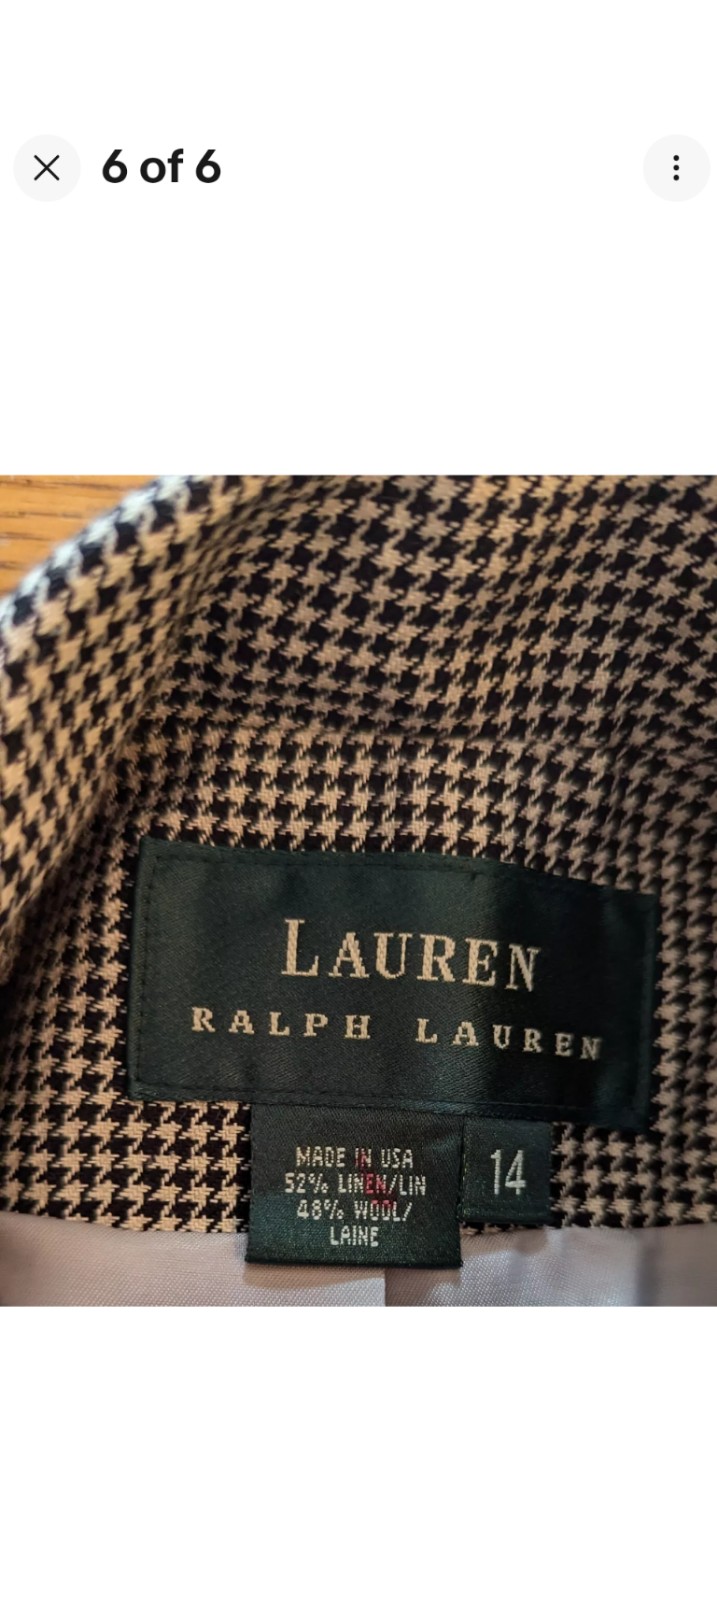 6 of 6
LAUREN
RALPH LAUREN
MADE IN USA
52% LINEN/LIN
48% WOOL/
LAINE
14